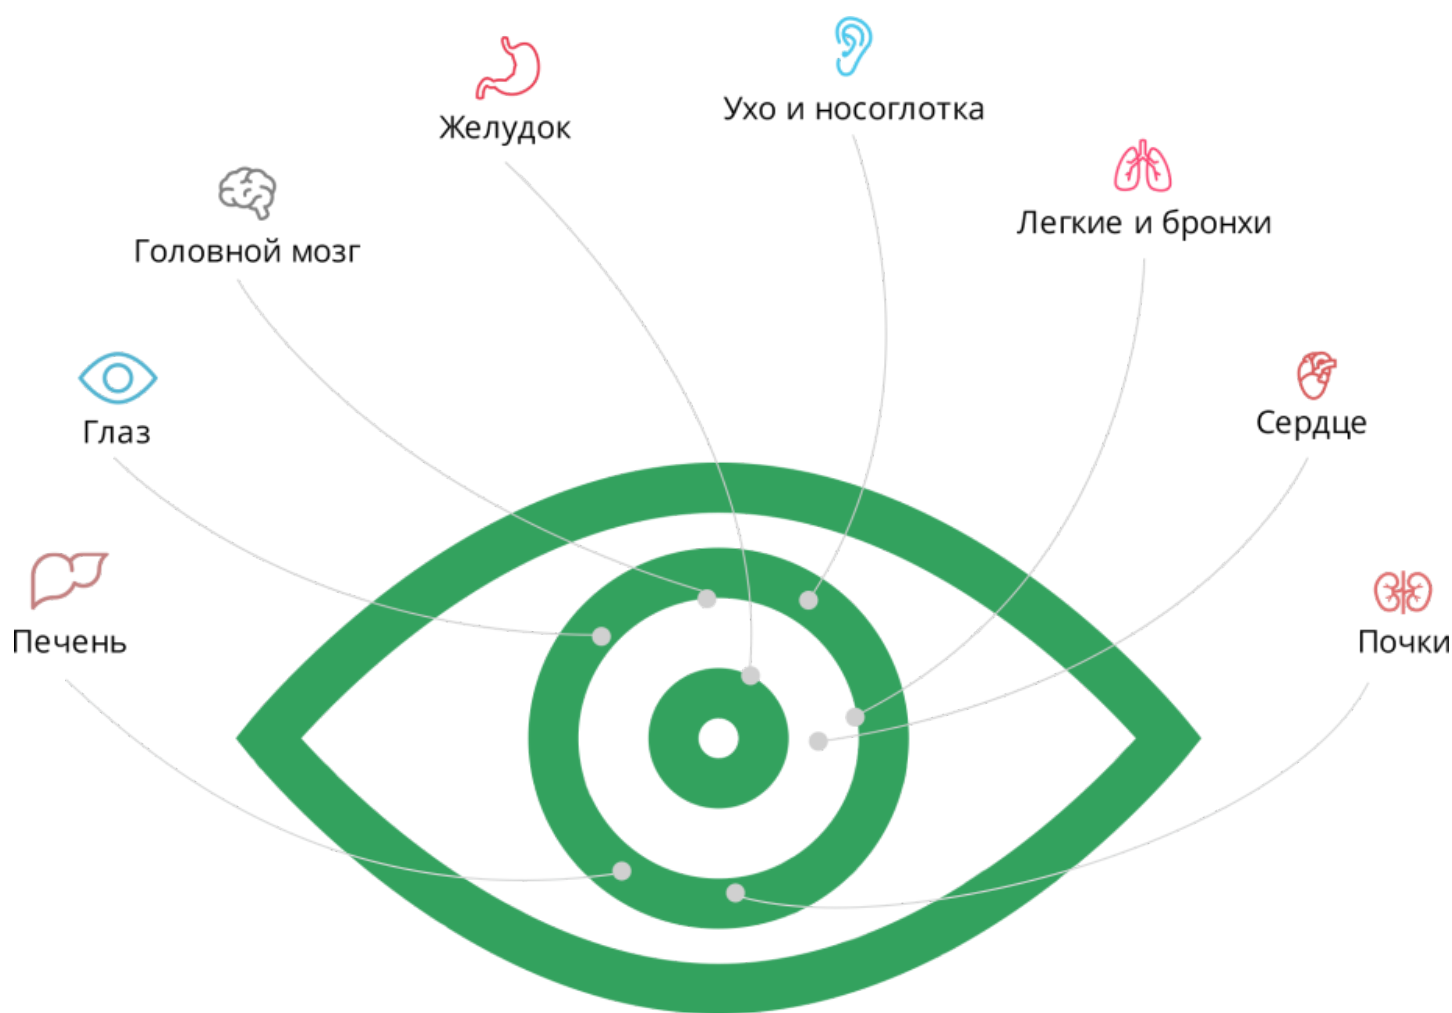 Желудок
Ухо и носоглотка
Головной мозг
Легкие и бронхи
Глаз
Сердце
Печень
Почки